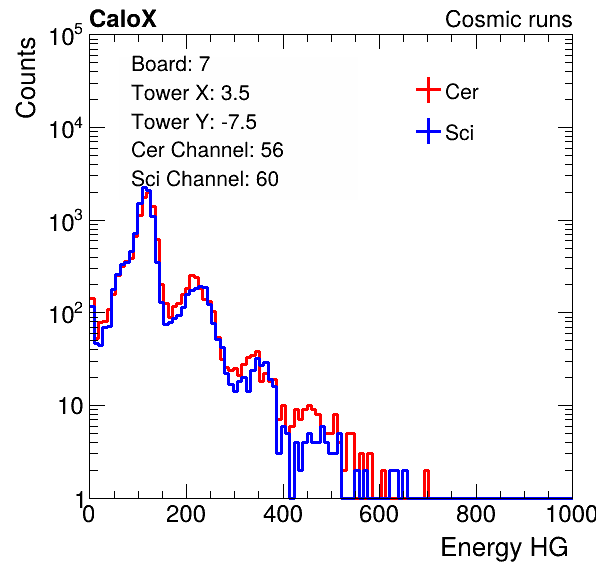 CaloX Cosmic runs
Counts
Board: 7
Tower X: 3.5
Tower Y: -7.5
Cer Channel: 56
Sci Channel: 60
Cer
Sci
10^5
10^4
10^3
10^2
10
1
0 200 400 600 800 1000
Energy HG